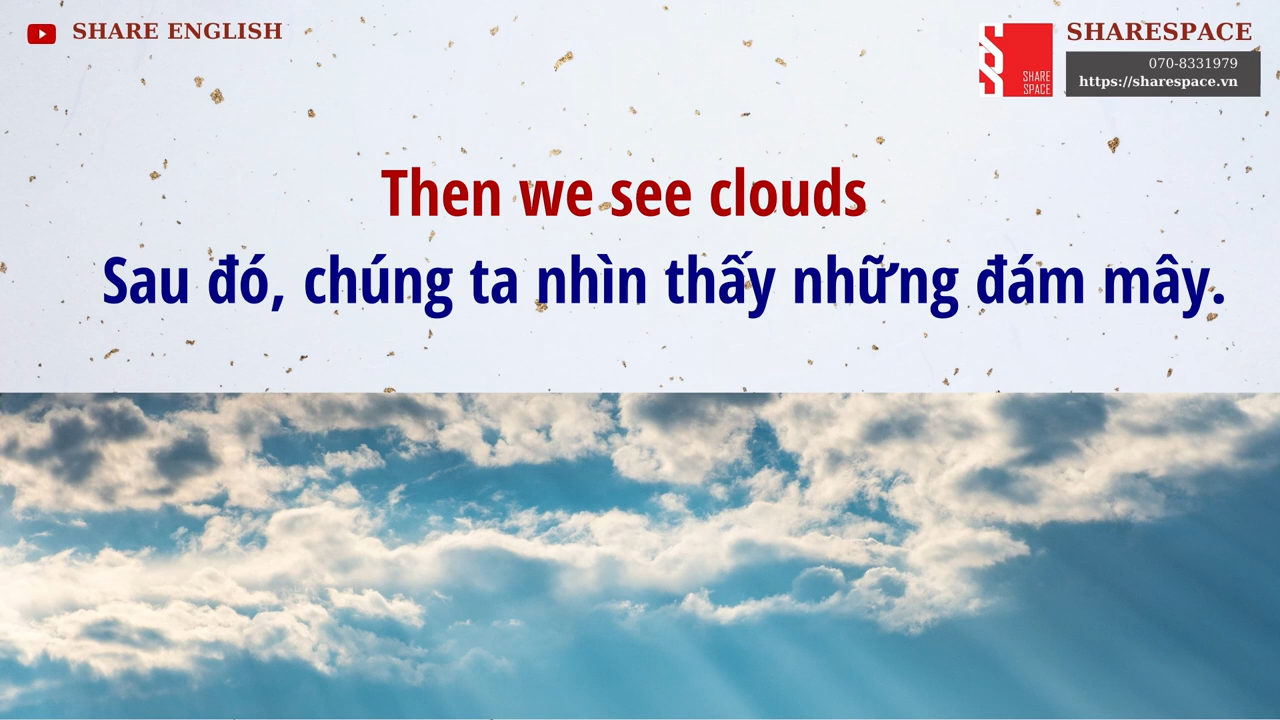 SHARE ENGLISH
SHARESPACE
SHARE
SPACE
070-8331979
https://sharespace.vn
Then we see clouds
Sau đó, chúng ta nhìn thấy những đám mây.